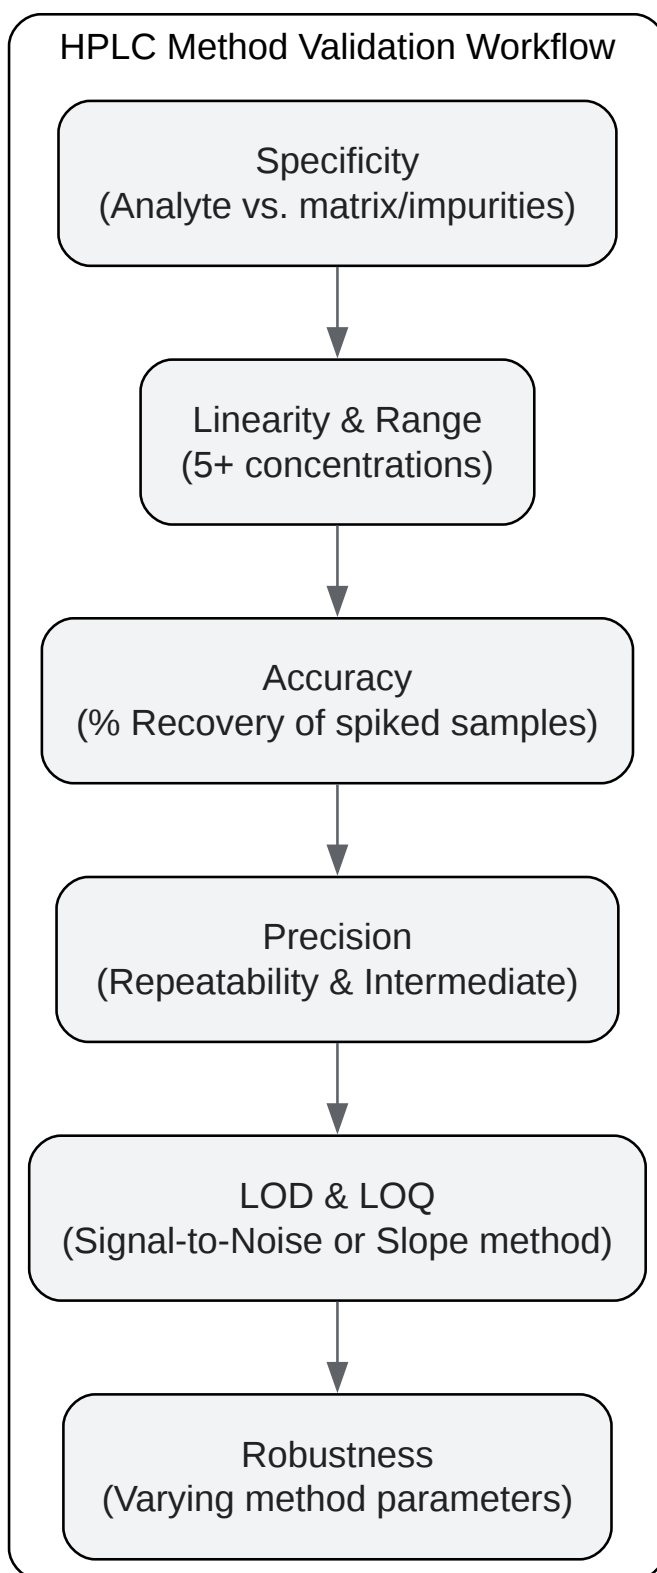 HPLC Method Validation Workflow
Specificity
(Analyte vs. matrix/impurities)
Linearity & Range
(5+ concentrations)
Accuracy
(% Recovery of spiked samples)
Precision
(Repeatability & Intermediate)
LOD & LOQ
(Signal-to-Noise or Slope method)
Robustness
(Varying method parameters)